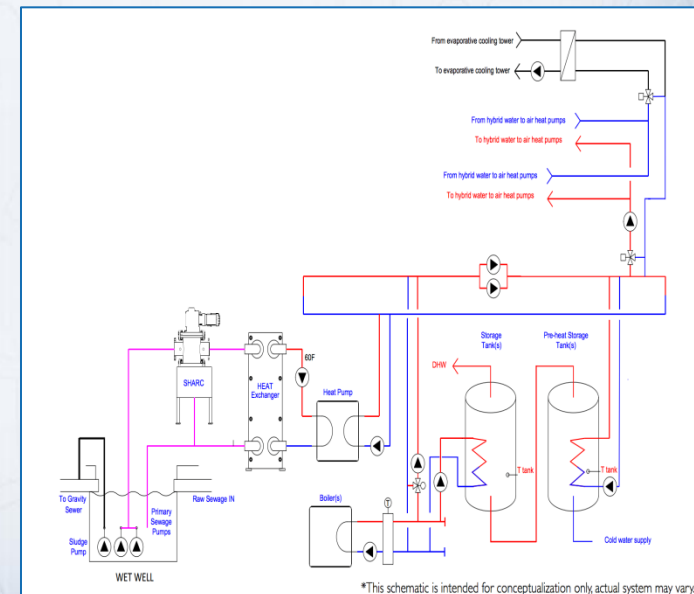 From evaporative cooling tower
To evaporative cooling tower
From hybrid water to air heat pumps
To hybrid water to air heat pumps
From hybrid water to air heat pumps
To hybrid water to air heat pumps
Storage
Tank(s)
Pre-heat Storage
Tank(s)
DHW
60F
SHARC
HEAT
Exchanger
Heat Pump
T tank
T tank
To Gravity
Sewer
Raw Sewage IN
Primary
Sewage
Pumps
Sludge
Pump
Boiler(s)
T
Cold water supply
WET WELL
*This schematic is intended for conceptualization only, actual system may vary.